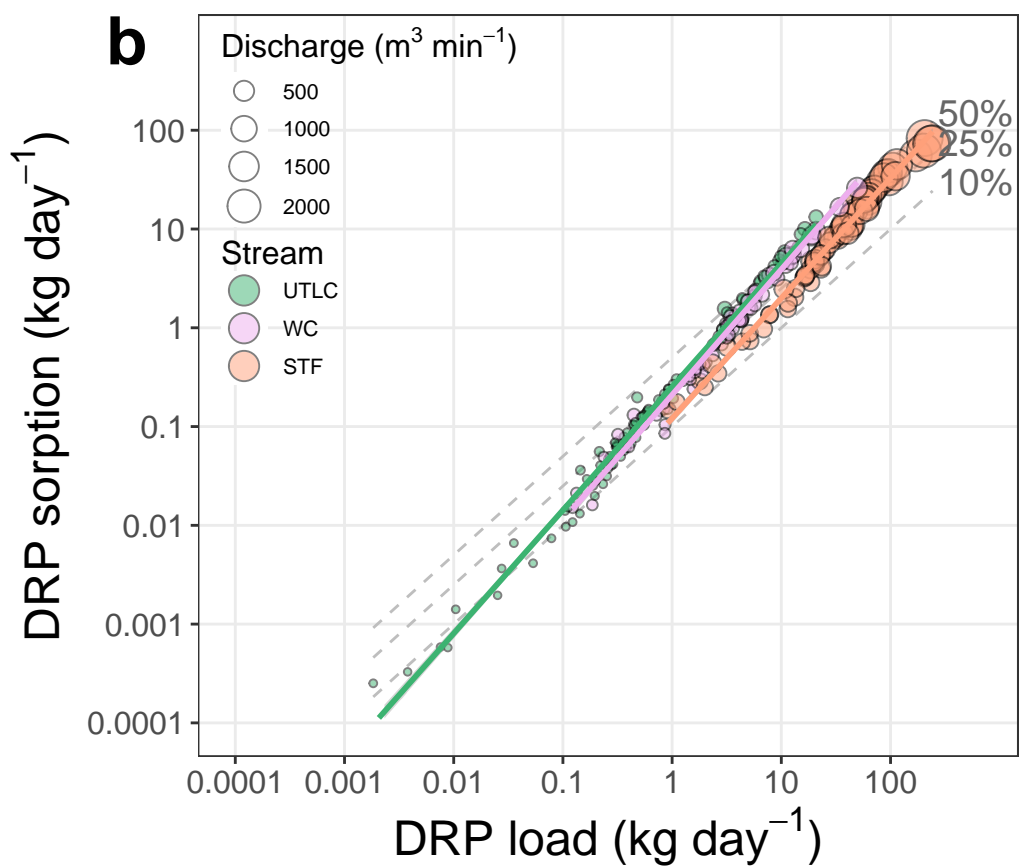 b
Discharge (m³ min⁻¹)
500
1000
1500
2000
Stream
UTLC
WC
STF
50%
25%
10%
DRP sorption (kg day⁻¹)
100
10
1
0.1
0.01
0.001
0.0001
0.0001
0.001
0.01
0.1
1
10
100
DRP load (kg day⁻¹)